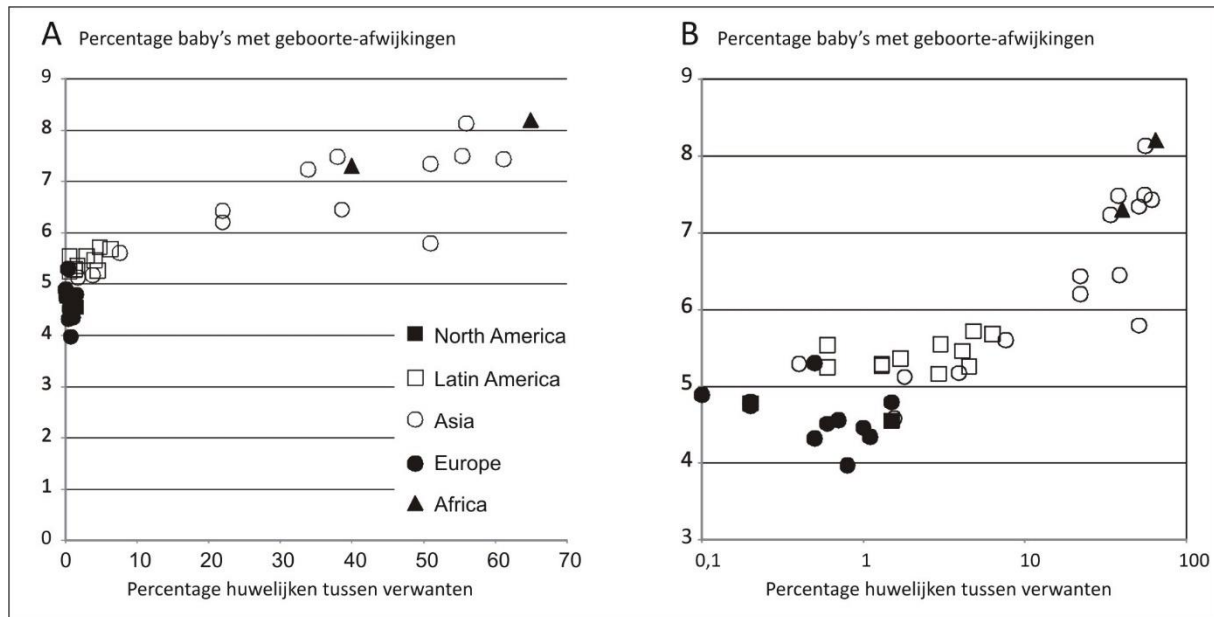 A Percentage baby's met geboorte-afwijkingen
9
8
7
6
5
4
3
2
1
0
North America
Latin America
Asia
Europe
Africa
0 10 20 30 40 50 60 70
Percentage huwelijken tussen verwanten
B Percentage baby's met geboorte-afwijkingen
9
8
7
6
5
4
3
0,1 1 10 100
Percentage huwelijken tussen verwanten